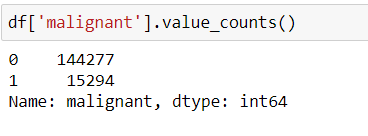 df['malignant'].value_counts()
0    144277
1     15294
Name: malignant, dtype: int64